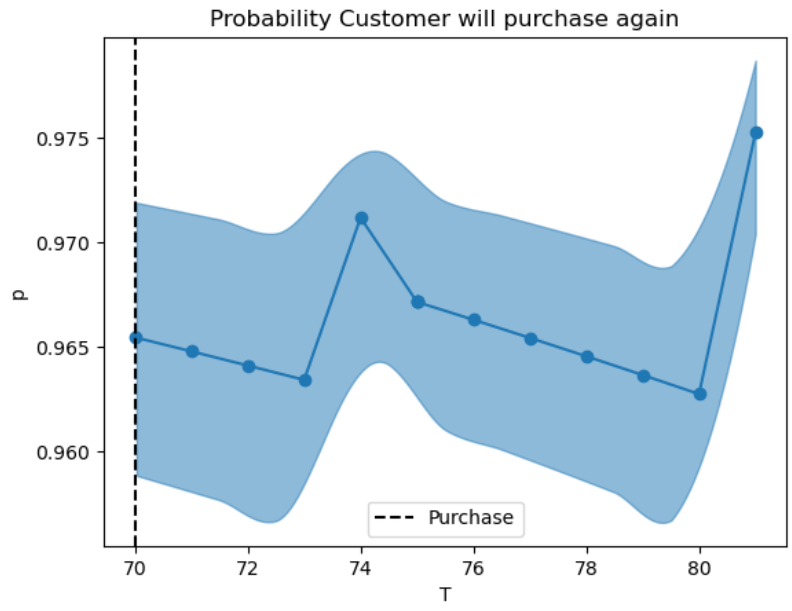 Probability Customer will purchase again
0.975
0.970
0.965
0.960
p
Purchase
70 72 74 76 78 80
T